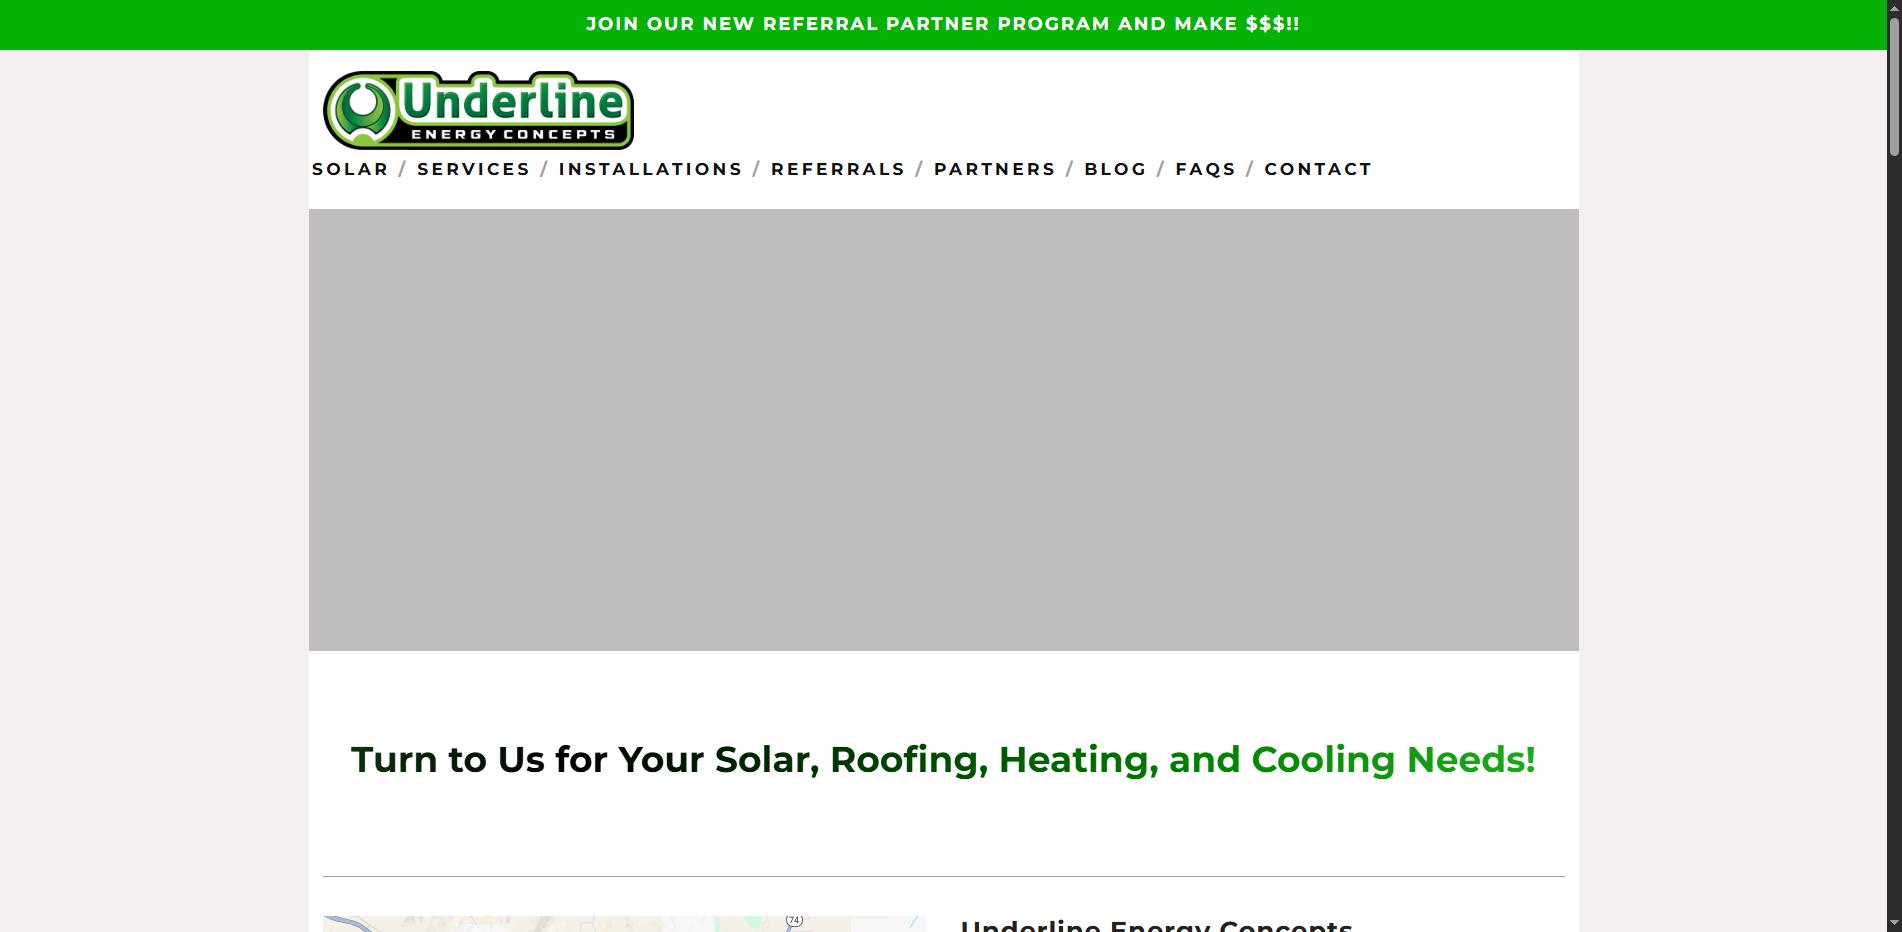 JOIN OUR NEW REFERRAL PARTNER PROGRAM AND MAKE $$$!!
Underline
ENERGY CONCEPTS
SOLAR / SERVICES / INSTALLATIONS / REFERRALS / PARTNERS / BLOG / FAQS / CONTACT
Turn to Us for Your Solar, Roofing, Heating, and Cooling Needs!
74
Underline Energy Concepts